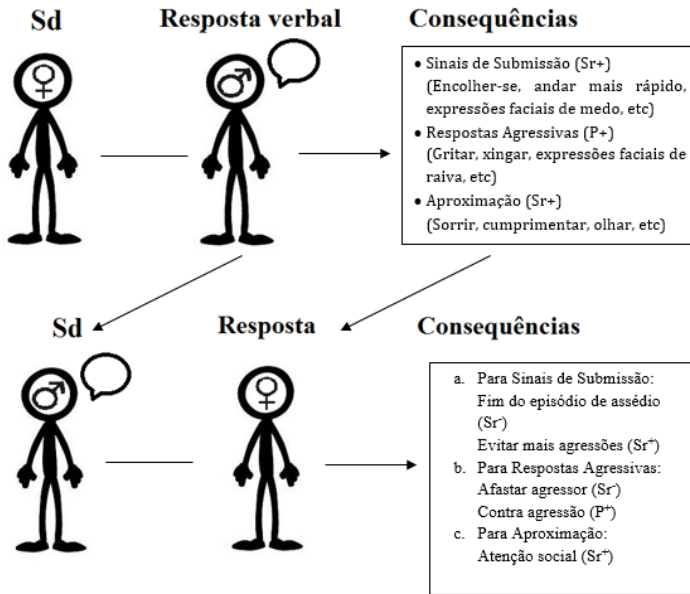 Sd Resposta verbal Consequências
• Sinais de Submissão (Sr+)
(Encolher-se, andar mais rápido,
expressões faciais de medo, etc)
• Respostas Agressivas (P+)
(Gritar, xingar, expressões faciais de
raiva, etc)
• Aproximação (Sr+)
(Sorrir, cumprimentar, olhar, etc)
Sd Resposta Consequências
a. Para Sinais de Submissão:
Fim do episódio de assédio
(Sr⁻)
Evitar mais agressões (Sr⁺)
b. Para Respostas Agressivas:
Afastar agressor (Sr⁻)
Contra agressão (P⁺)
c. Para Aproximação:
Atenção social (Sr⁺)